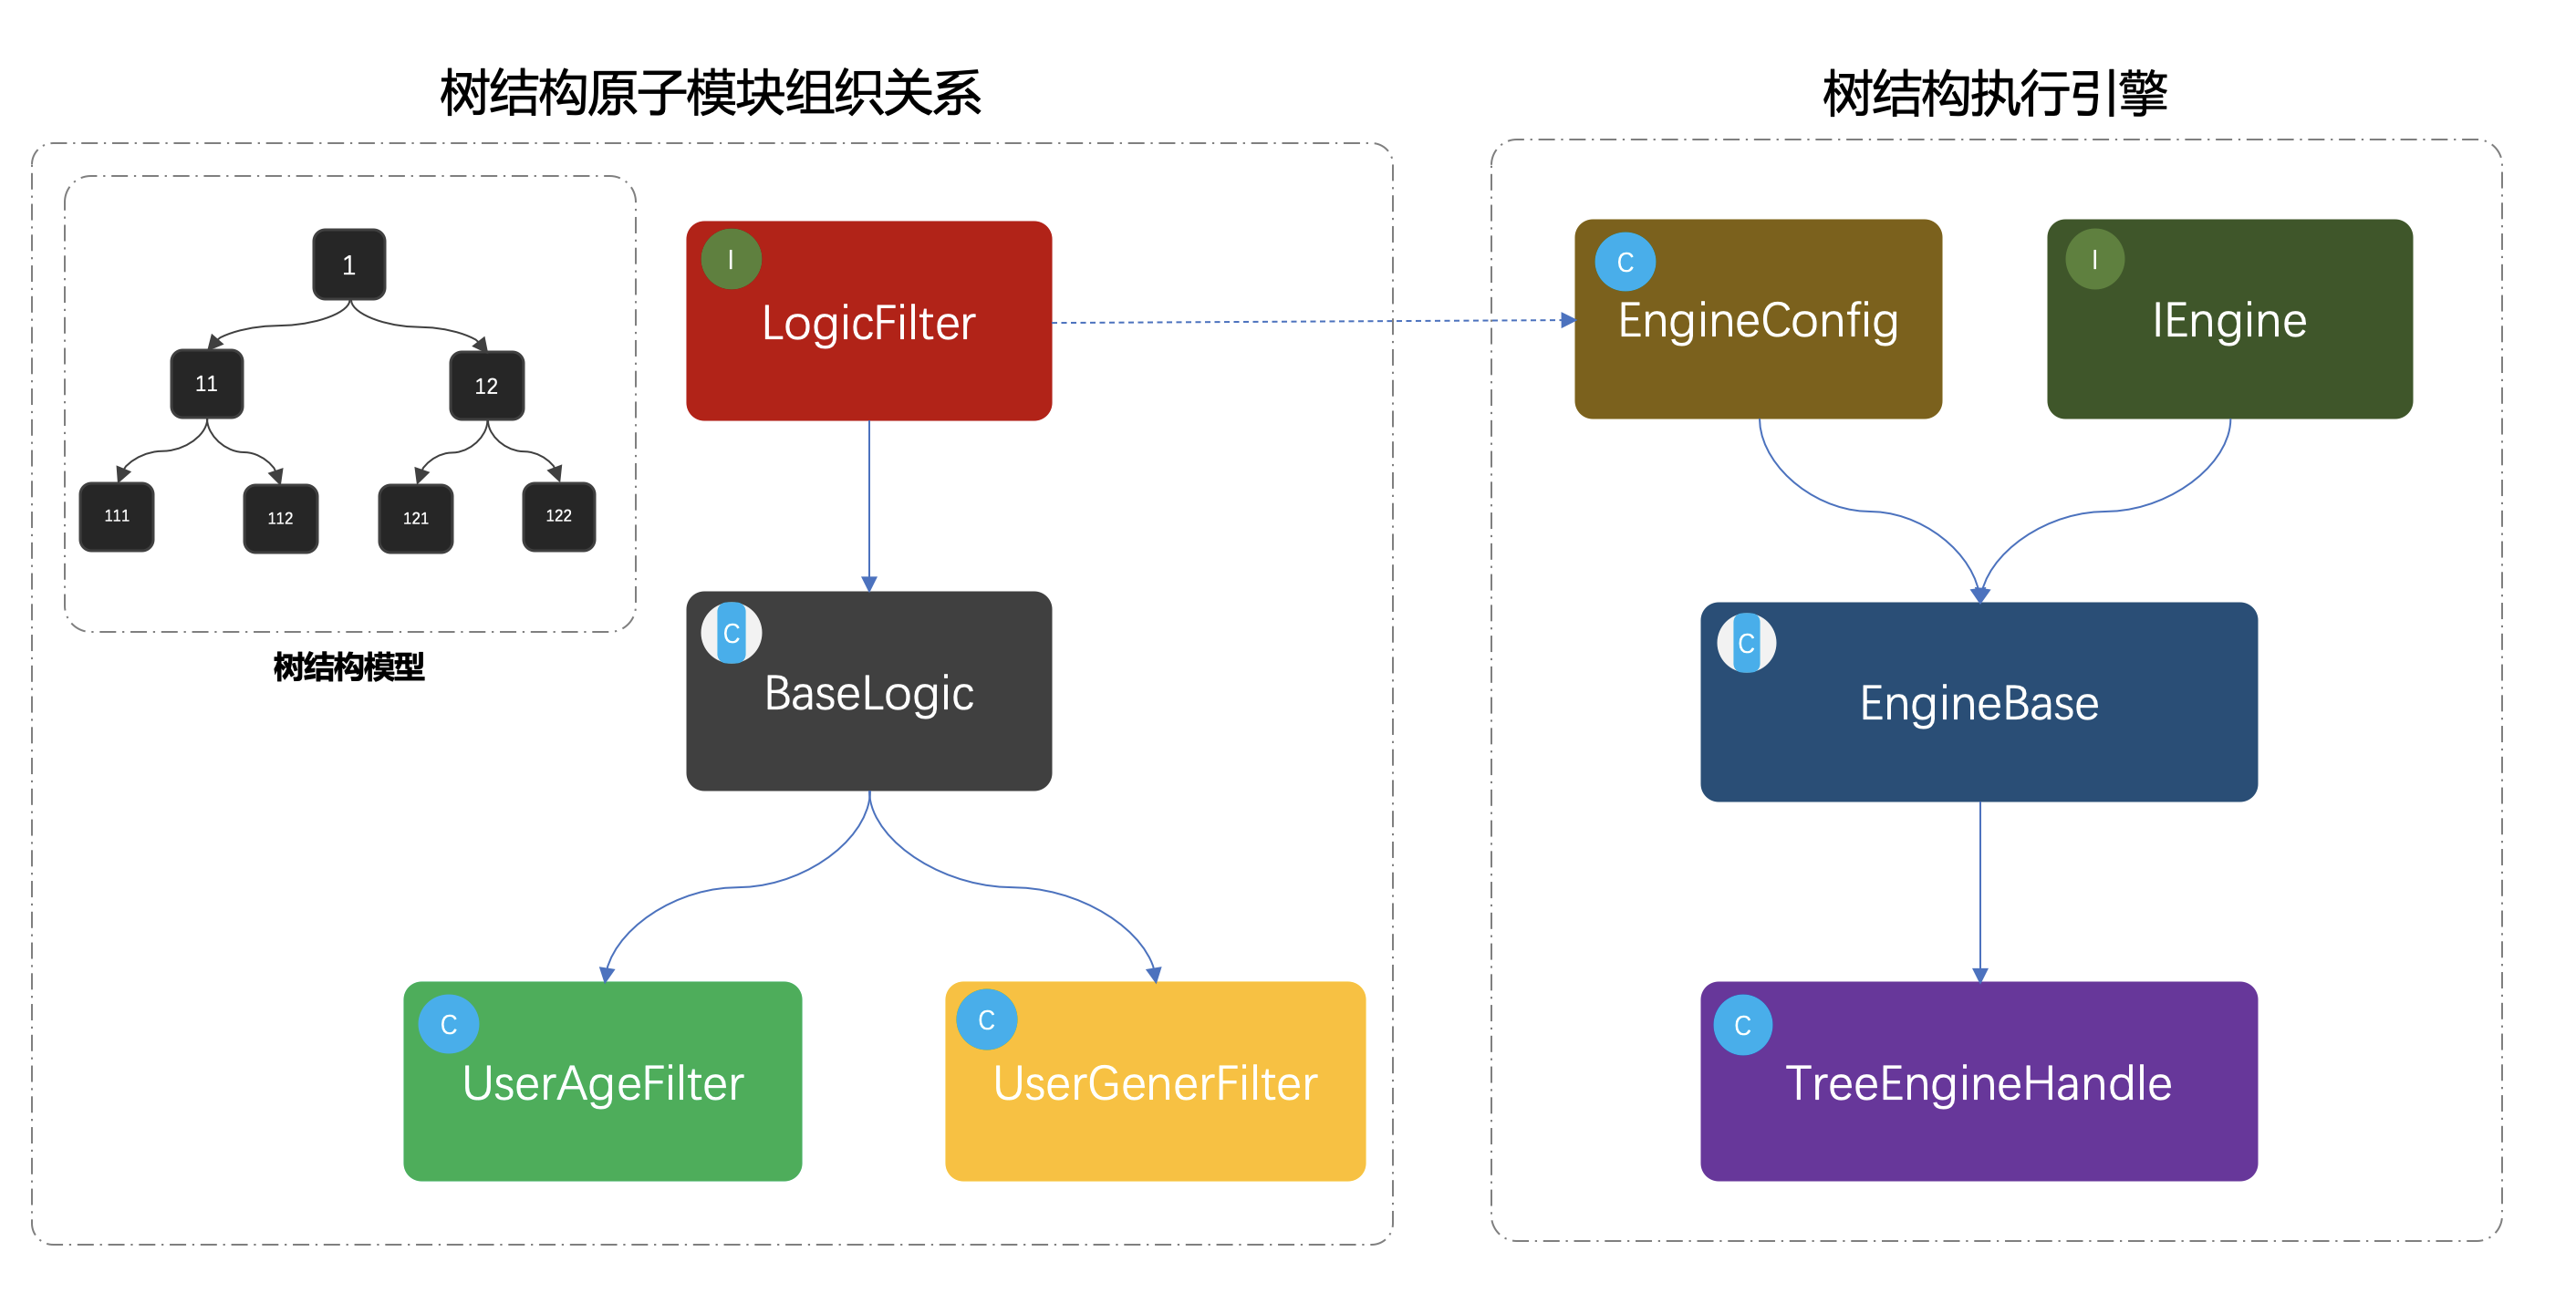 树结构原子模块组织关系
树结构执行引擎
1
11
12
111
112
121
122
树结构模型
I
LogicFilter
C
BaseLogic
C
UserAgeFilter
C
UserGenerFilter
C
EngineConfig
I
IEngine
C
EngineBase
C
TreeEngineHandle